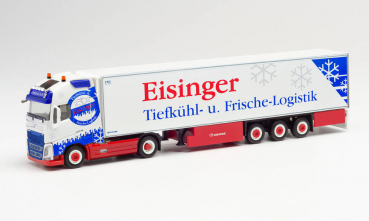 Eisinger
Tiefkühl- u. Frische-Logistik